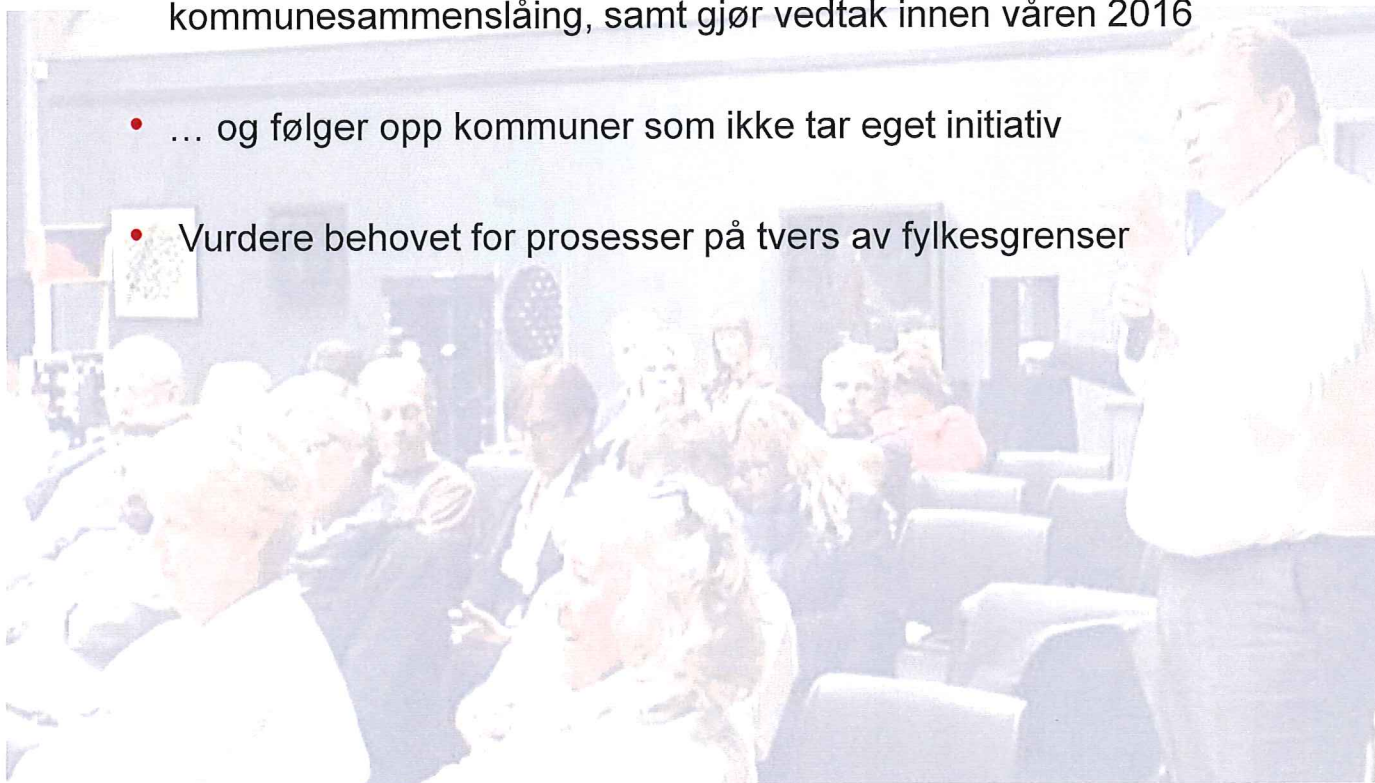 kommunesammenslåing, samt gjør vedtak innen våren 2016
• … og følger opp kommuner som ikke tar eget initiativ
• Vurdere behovet for prosesser på tvers av fylkesgrenser